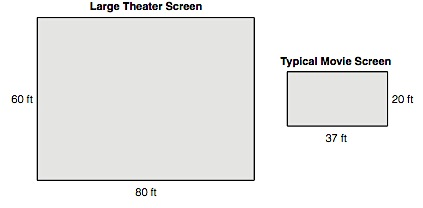 Large Theater Screen
Typical Movie Screen
60 ft
20 ft
37 ft
80 ft